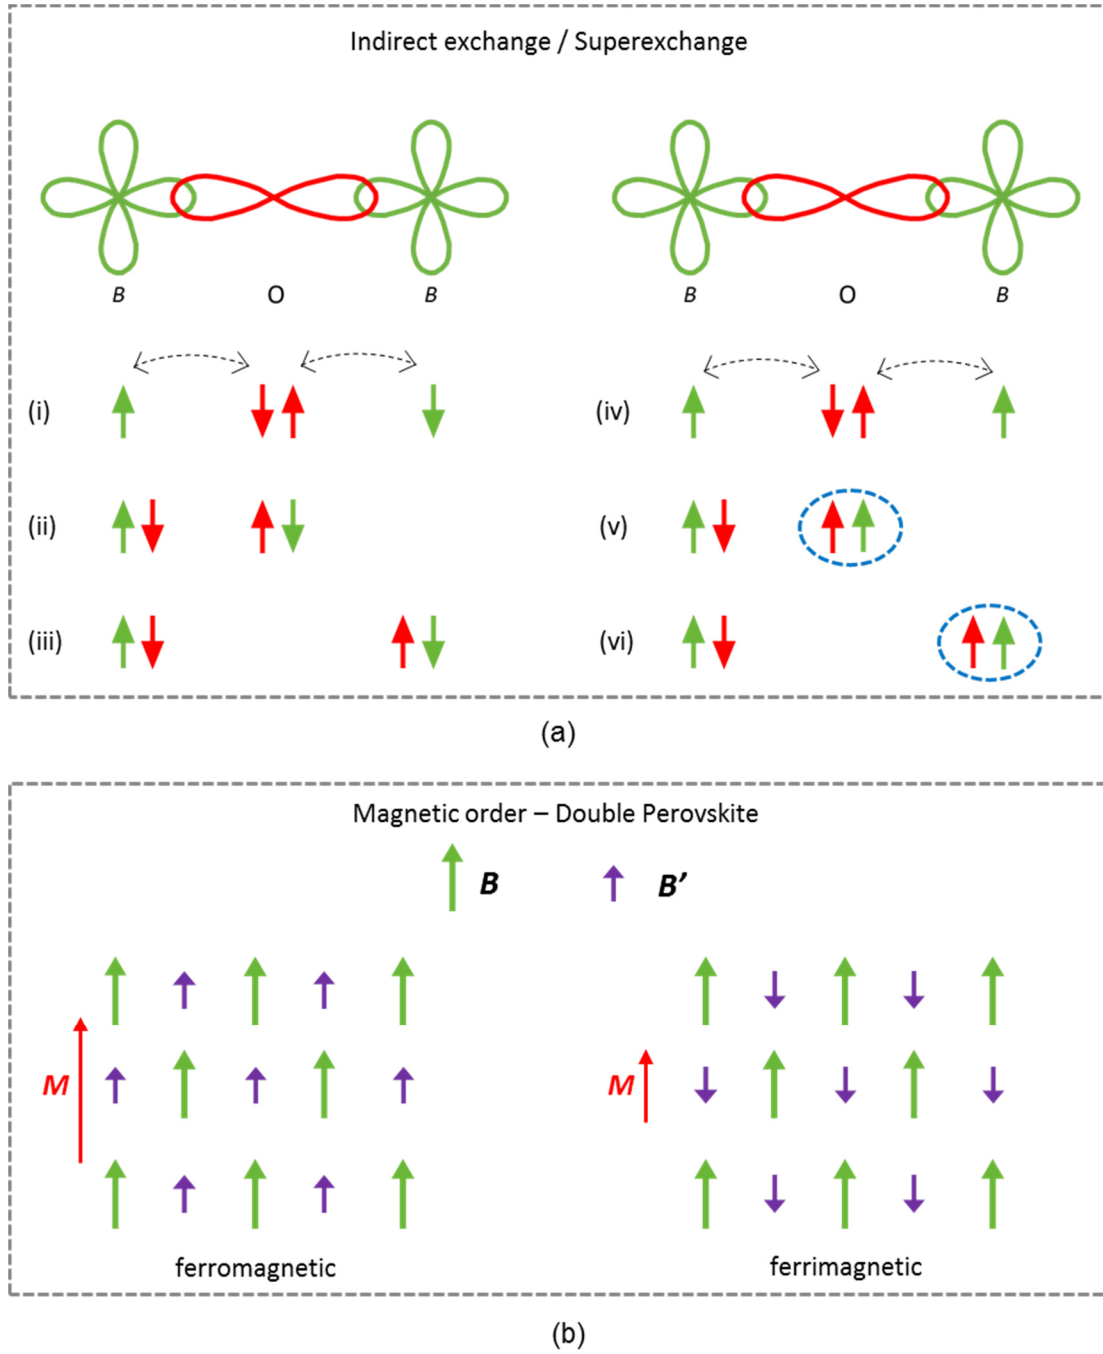 Indirect exchange / Superexchange
B O B B O B
(i) (iv)
(ii) (v)
(iii) (vi)
(a)
Magnetic order – Double Perovskite
B B’
M M
ferromagnetic ferrimagnetic
(b)